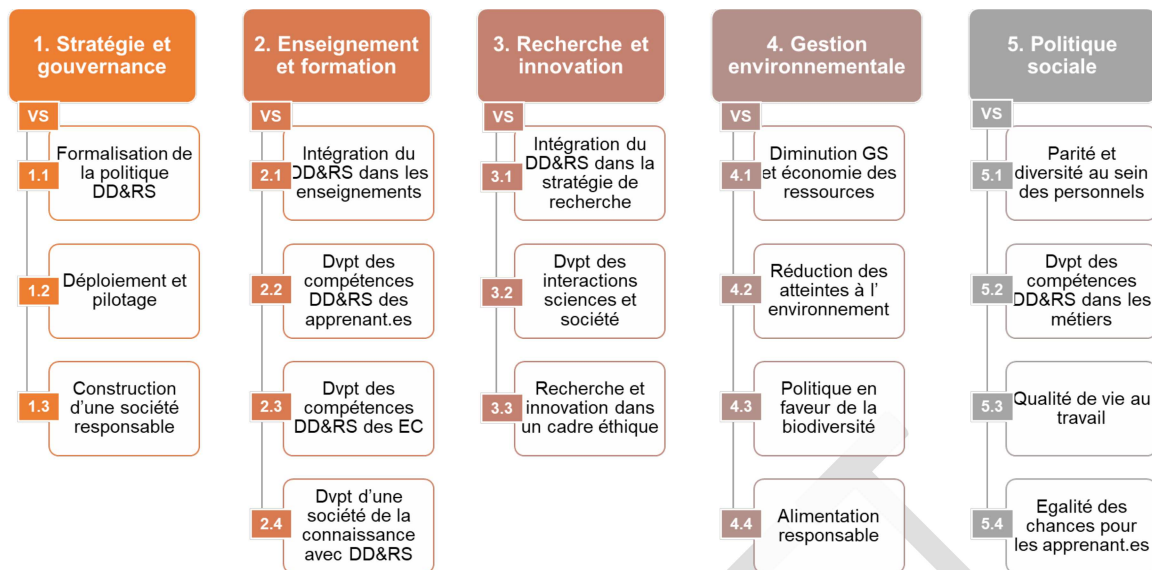 1. Stratégie et
gouvernance
VS
1.1
Formalisation de
la politique
DD&RS
1.2
Déploiement et
pilotage
1.3
Construction
d'une société
responsable
2. Enseignement
et formation
VS
2.1
Intégration du
DD&RS dans les
enseignements
2.2
Dvpt des
compétences
DD&RS des
apprenant.es
2.3
Dvpt des
compétences
DD&RS des EC
2.4
Dvpt d'une
société de la
connaissance
avec DD&RS
3. Recherche et
innovation
VS
3.1
Intégration du
DD&RS dans la
stratégie de
recherche
3.2
Dvpt des
interactions
sciences et
société
3.3
Recherche et
innovation dans
un cadre éthique
4. Gestion
environnementale
VS
4.1
Diminution GS
et économie des
ressources
4.2
Réduction des
atteintes à l'
environnement
4.3
Politique en
faveur de la
biodiversité
4.4
Alimentation
responsable
5. Politique
sociale
VS
5.1
Parité et
diversité au sein
des personnels
5.2
Dvpt des
compétences
DD&RS dans les
métiers
5.3
Qualité de vie au
travail
5.4
Egalité des
chances pour
les apprenant.es